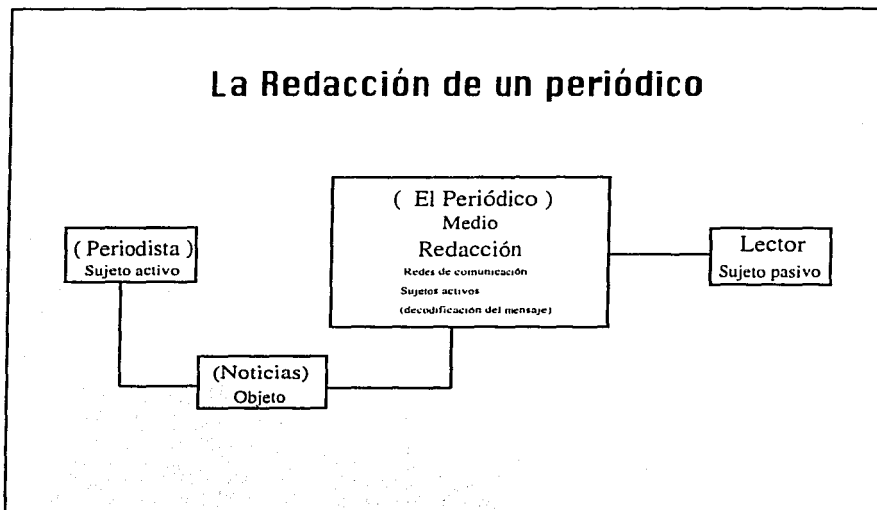 La Redacción de un periódico
( Periodista )
Sujeto activo
(Noticias)
Objeto
( El Periódico )
Medio
Redacción
Redes de comunicación
Sujetos activos
(decodificación del mensaje)
Lector
Sujeto pasivo